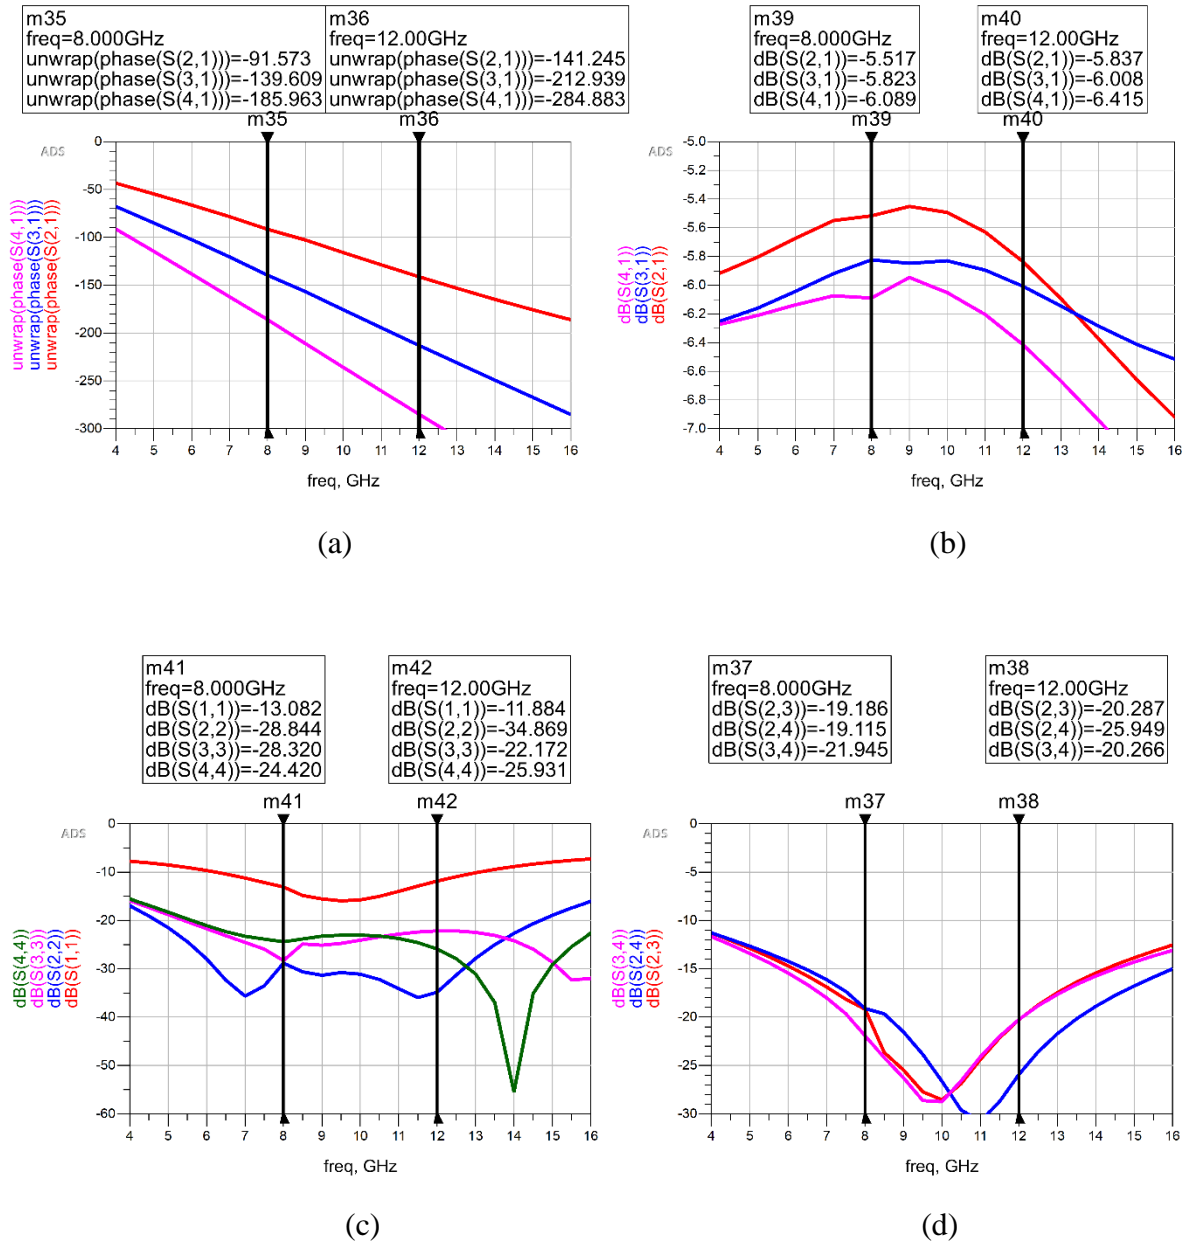 m35
freq=8.000GHz
unwrap(phase(S(2,1)))=-91.573
unwrap(phase(S(3,1)))=-139.609
unwrap(phase(S(4,1)))=-185.963
m36
freq=12.00GHz
unwrap(phase(S(2,1)))=-141.245
unwrap(phase(S(3,1)))=-212.939
unwrap(phase(S(4,1)))=-284.883
m35
m36
ADS
0
-50
-100
-150
-200
-250
-300
unwrap(phase(S(4,1)))
unwrap(phase(S(3,1)))
unwrap(phase(S(2,1)))
4 5 6 7 8 9 10 11 12 13 14 15 16
freq, GHz
(a)
m39
freq=8.000GHz
dB(S(2,1))=-5.517
dB(S(3,1))=-5.823
dB(S(4,1))=-6.089
m40
freq=12.00GHz
dB(S(2,1))=-5.837
dB(S(3,1))=-6.008
dB(S(4,1))=-6.415
m39
m40
ADS
-5.0
-5.2
-5.4
-5.6
-5.8
-6.0
-6.2
-6.4
-6.6
-6.8
-7.0
dB(S(4,1))
dB(S(3,1))
dB(S(2,1))
4 5 6 7 8 9 10 11 12 13 14 15 16
freq, GHz
(b)
m41
freq=8.000GHz
dB(S(1,1))=-13.082
dB(S(2,2))=-28.844
dB(S(3,3))=-28.320
dB(S(4,4))=-24.420
m42
freq=12.00GHz
dB(S(1,1))=-11.884
dB(S(2,2))=-34.869
dB(S(3,3))=-22.172
dB(S(4,4))=-25.931
m41
m42
ADS
0
-10
-20
-30
-40
-50
-60
dB(S(4,4))
dB(S(3,3))
dB(S(2,2))
dB(S(1,1))
4 5 6 7 8 9 10 11 12 13 14 15 16
freq, GHz
(c)
m37
freq=8.000GHz
dB(S(2,3))=-19.186
dB(S(2,4))=-19.115
dB(S(3,4))=-21.945
m38
freq=12.00GHz
dB(S(2,3))=-20.287
dB(S(2,4))=-25.949
dB(S(3,4))=-20.266
m37
m38
ADS
0
-5
-10
-15
-20
-25
-30
dB(S(3,4))
dB(S(2,4))
dB(S(2,3))
4 5 6 7 8 9 10 11 12 13 14 15 16
freq, GHz
(d)